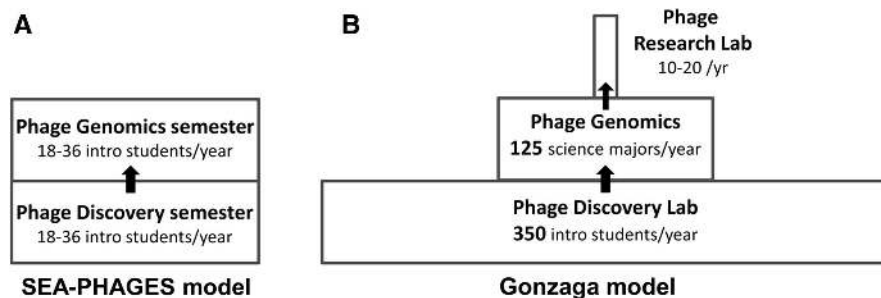 A
Phage Genomics semester
18-36 intro students/year
Phage Discovery semester
18-36 intro students/year
SEA-PHAGES model
B
Phage
Research Lab
10-20 /yr
Phage Genomics
125 science majors/year
Phage Discovery Lab
350 intro students/year
Gonzaga model